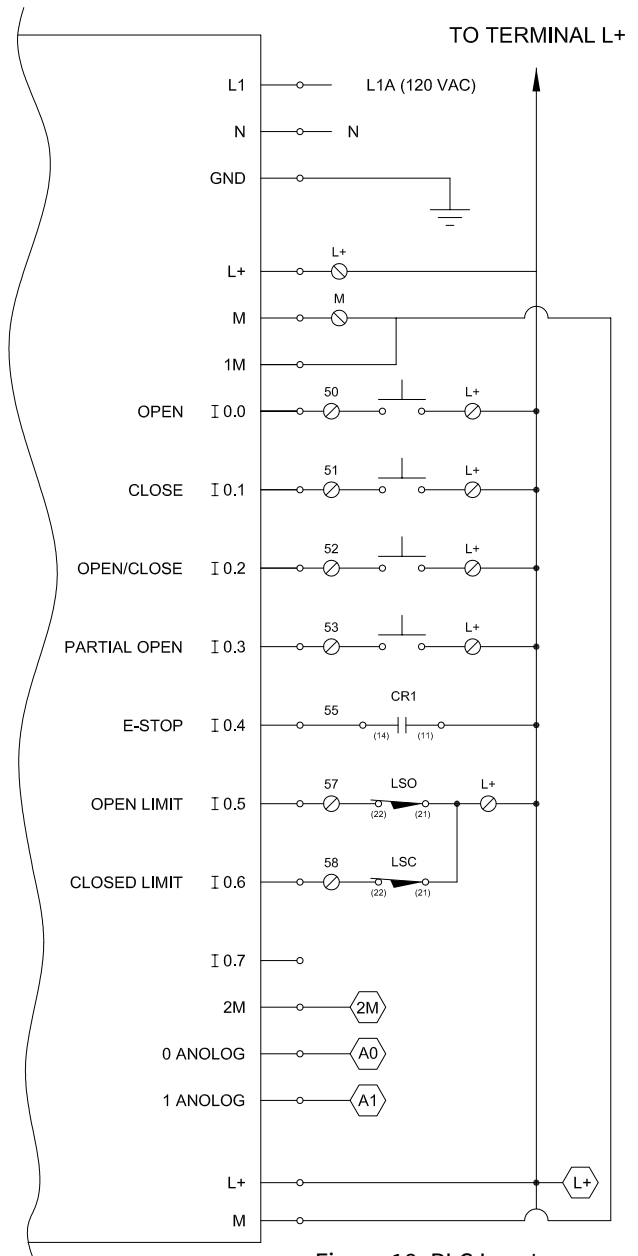 TO TERMINAL L+
L1 L1A (120 VAC)
N N
GND
L+
L+
M
M
1M
50 L+
OPEN I 0.0
51 L+
CLOSE I 0.1
52 L+
OPEN/CLOSE I 0.2
53 L+
PARTIAL OPEN I 0.3
CR1
55
E-STOP I 0.4
(14) (11)
57 LSO L+
OPEN LIMIT I 0.5
(22) (21)
58 LSC
CLOSED LIMIT I 0.6
(22) (21)
I 0.7
2M 2M
0 ANOLOG A0
1 ANOLOG A1
L+ L+
M